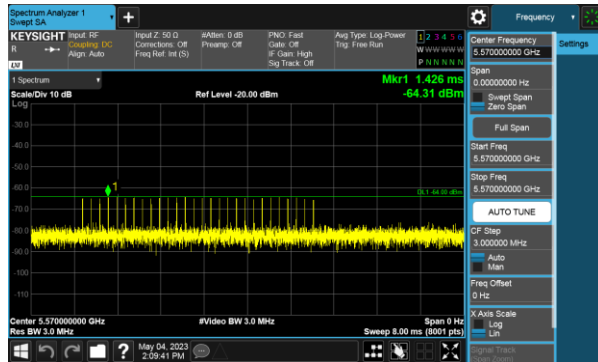 Spectrum Analyzer 1
Swept SA
Frequency
KEYSIGHT
Input: RF
Coupling: DC
Align: Auto
Input Z: 50 Ω
Corrections: Off
Freq Ref: Int (S)
#Atten: 0 dB
Preamp: Off
PNO: Fast
Gate: Off
IF Gain: High
Sig Track: Off
Avg Type: Log-Power
Trig: Free Run
1 2 3 4 5 6
W W W W W W
P N N N N N
R
LXI
1 Spectrum
Scale/Div 10 dB
Log
Ref Level -20.00 dBm
Mkr1 1.426 ms
-64.31 dBm
-30.0
-40.0
-50.0
-60.0
-70.0
-80.0
-90.0
-100
-110
1
DL1 -64.00 dBm
Center 5.570000000 GHz
Res BW 3.0 MHz
#Video BW 3.0 MHz
Span 0 Hz
Sweep 8.00 ms (8001 pts)
Center Frequency
5.570000000 GHz
Settings
Span
0.00000000 Hz
Swept Span
Zero Span
Full Span
Start Freq
5.570000000 GHz
Stop Freq
5.570000000 GHz
AUTO TUNE
CF Step
3.000000 MHz
Auto
Man
Freq Offset
0 Hz
X Axis Scale
Log
Lin
Signal Track
(Span Zoom)
May 04, 2023
2:09:41 PM